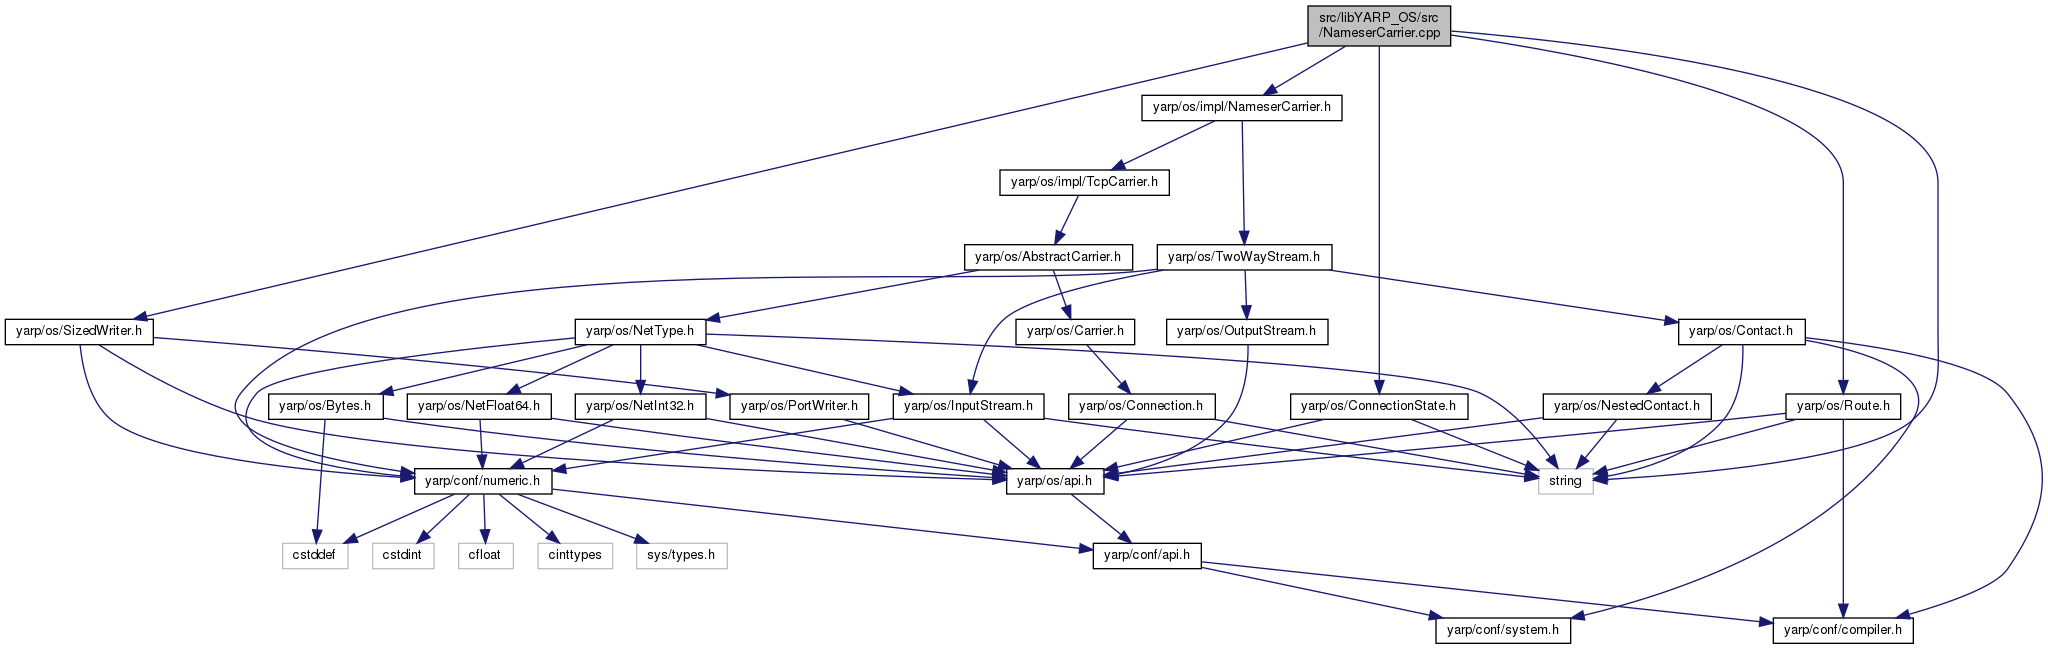 src/libYARP_OS/src
/NameserCarrier.cpp
yarp/os/impl/NameserCarrier.h
yarp/os/impl/TcpCarrier.h
yarp/os/AbstractCarrier.h
yarp/os/TwoWayStream.h
yarp/os/SizedWriter.h
yarp/os/NetType.h
yarp/os/Carrier.h
yarp/os/OutputStream.h
yarp/os/Contact.h
yarp/os/Bytes.h
yarp/os/NetFloat64.h
yarp/os/NetInt32.h
yarp/os/PortWriter.h
yarp/os/InputStream.h
yarp/os/Connection.h
yarp/os/ConnectionState.h
yarp/os/NestedContact.h
yarp/os/Route.h
yarp/conf/numeric.h
yarp/os/api.h
string
cstddef
cstdint
cfloat
cinttypes
sys/types.h
yarp/conf/api.h
yarp/conf/system.h
yarp/conf/compiler.h